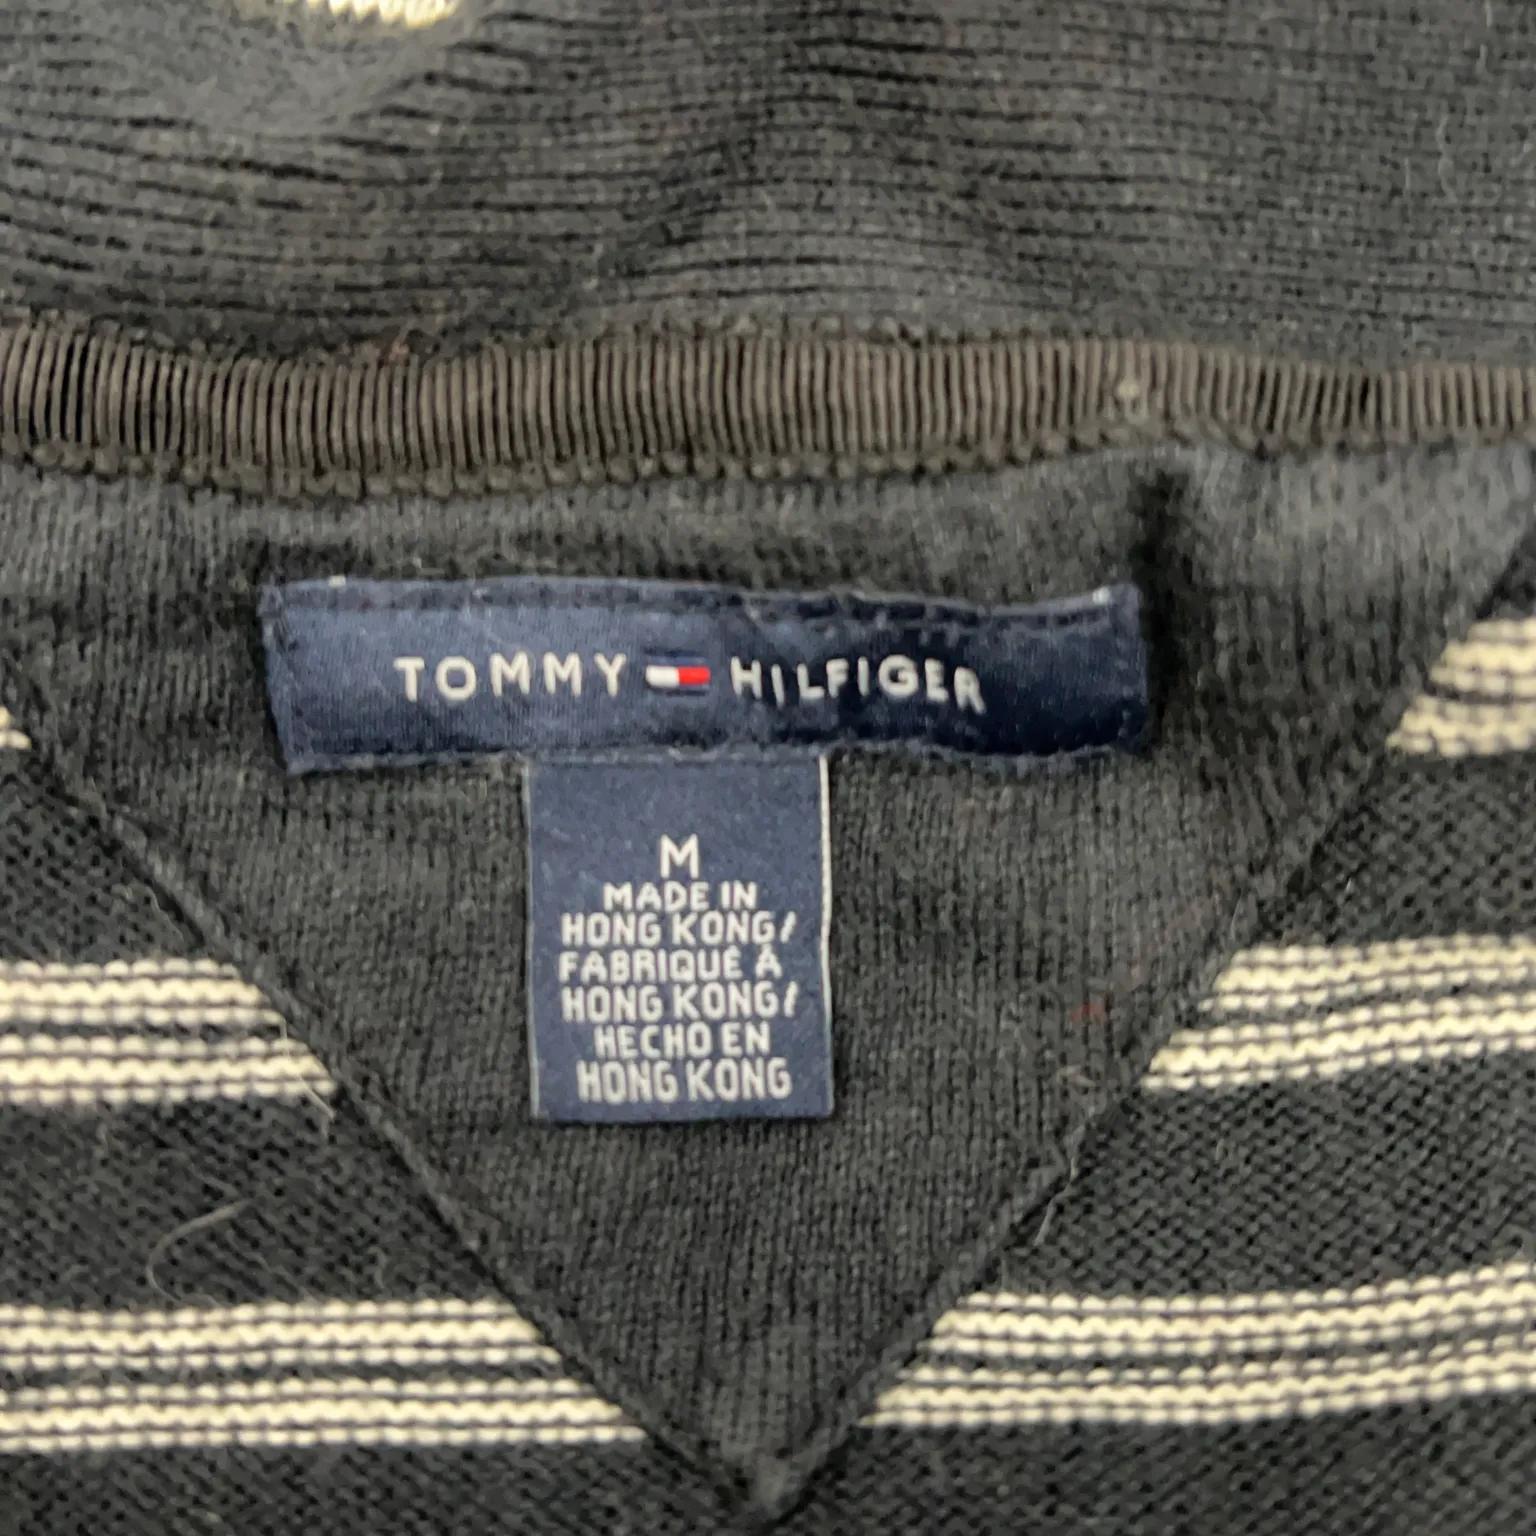 TOMMY HILFIGER
M
MADE IN
HONG KONG/
FABRIQUÉ À
HONG KONG/
HECHO EN
HONG KONG